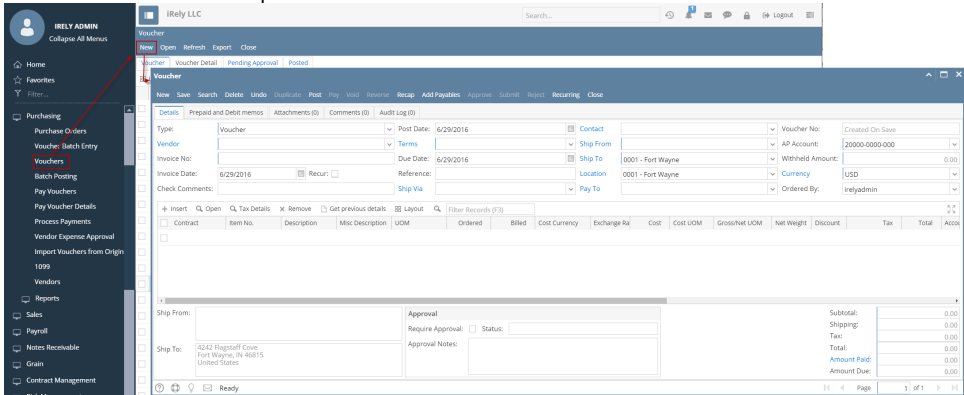 IRELY ADMIN
Collapse All Menus
Home
Favorites
Filter...
Purchasing
Purchase Orders
Voucher Batch Entry
Vouchers
Batch Posting
Pay Vouchers
Pay Voucher Details
Process Payments
Vendor Expense Approval
Import Vouchers from Origin
1099
Vendors
Reports
Sales
Payroll
Notes Receivable
Grain
Contract Management
iRely LLC Search... 1 Logout
Voucher
New Open Refresh Export Close
Voucher Voucher Detail Pending Approval Posted
Voucher
New Save Search Delete Undo Duplicate Post Pay Void Reverse Recap Add Payables Approve Submit Reject Recurring Close
Details Prepaid and Debit memos Attachments (0) Comments (0) Audit Log (0)
Type: Voucher Post Date: 6/29/2016 Contact Voucher No: Created On Save
Vendor Terms Ship From AP Account: 20000-0000-000
Invoice No: Due Date: 6/29/2016 Ship To 0001 - Fort Wayne Withheld Amount: 0.00
Invoice Date: 6/29/2016 Recur: Reference: Location 0001 - Fort Wayne Currency USD
Check Comments: Ship Via Pay To Ordered By: irelyadmin
+ Insert Open Tax Details Remove Get previous details Layout Filter Records (F3)
Contract Item No. Description Misc Description UOM Ordered Billed Cost Currency Exchange Ra Cost Cost UOM Gross/Net UOM Net Weight Discount Tax Total Accou
Ship From: Approval Subtotal: 0.00
Require Approval: Status: Shipping: 0.00
Approval Notes: Tax: 0.00
Ship To: 4242 Flagstaff Cove Total: 0.00
Fort Wayne, IN 46815 Amount Paid: 0.00
United States Amount Due: 0.00
Ready Page 1 of 1